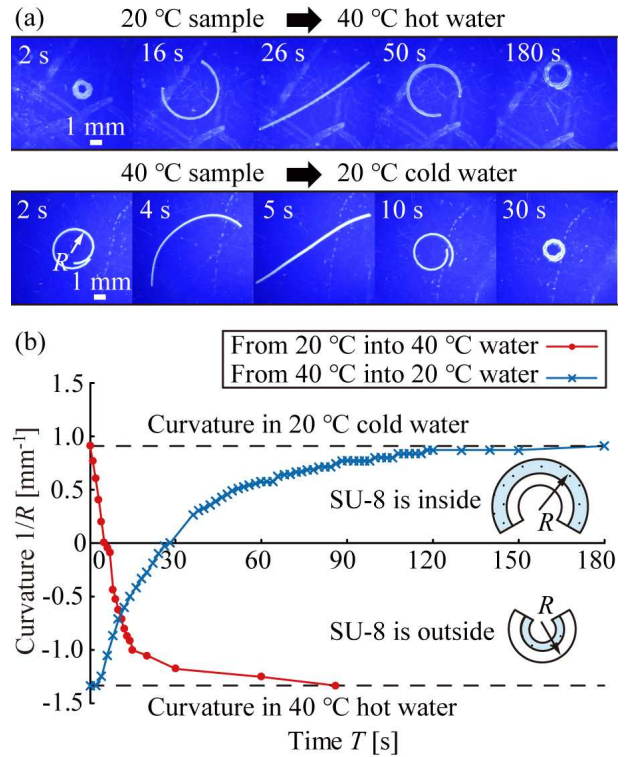 (a) 20 °C sample 40 °C hot water
2 s 16 s 26 s 50 s 180 s
1 mm
40 °C sample 20 °C cold water
2 s 4 s 5 s 10 s 30 s
R
1 mm
(b)
From 20 °C into 40 °C water
From 40 °C into 20 °C water
1.5
Curvature in 20 °C cold water
1.0
0.5
SU-8 is inside
R
0
0 30 60 90 120 150 180
-0.5
SU-8 is outside
R
-1.0
-1.5
Curvature in 40 °C hot water
Curvature 1/R [mm⁻¹]
Time T [s]